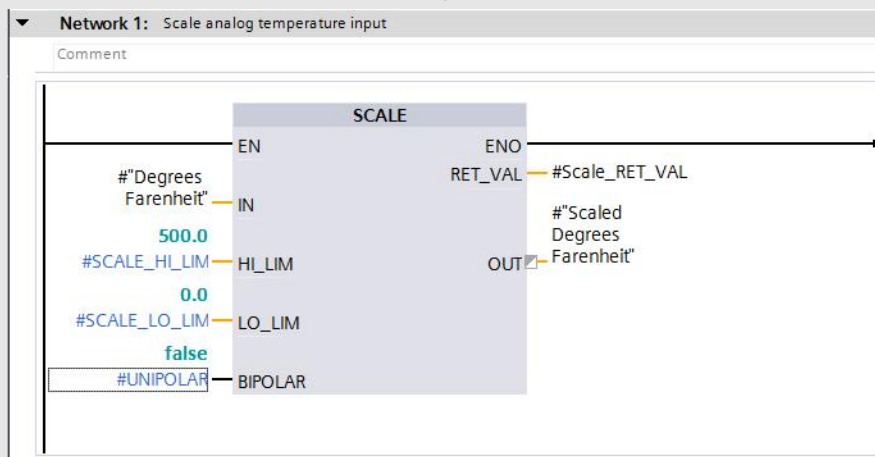 Network 1: Scale analog temperature input
Comment
SCALE
EN
ENO
RET_VAL
#Scale_RET_VAL
#"Degrees
Farenheit"
IN
#"Scaled
Degrees
Farenheit"
500.0
#SCALE_HI_LIM
HI_LIM
OUT
0.0
#SCALE_LO_LIM
LO_LIM
false
#UNIPOLAR
BIPOLAR